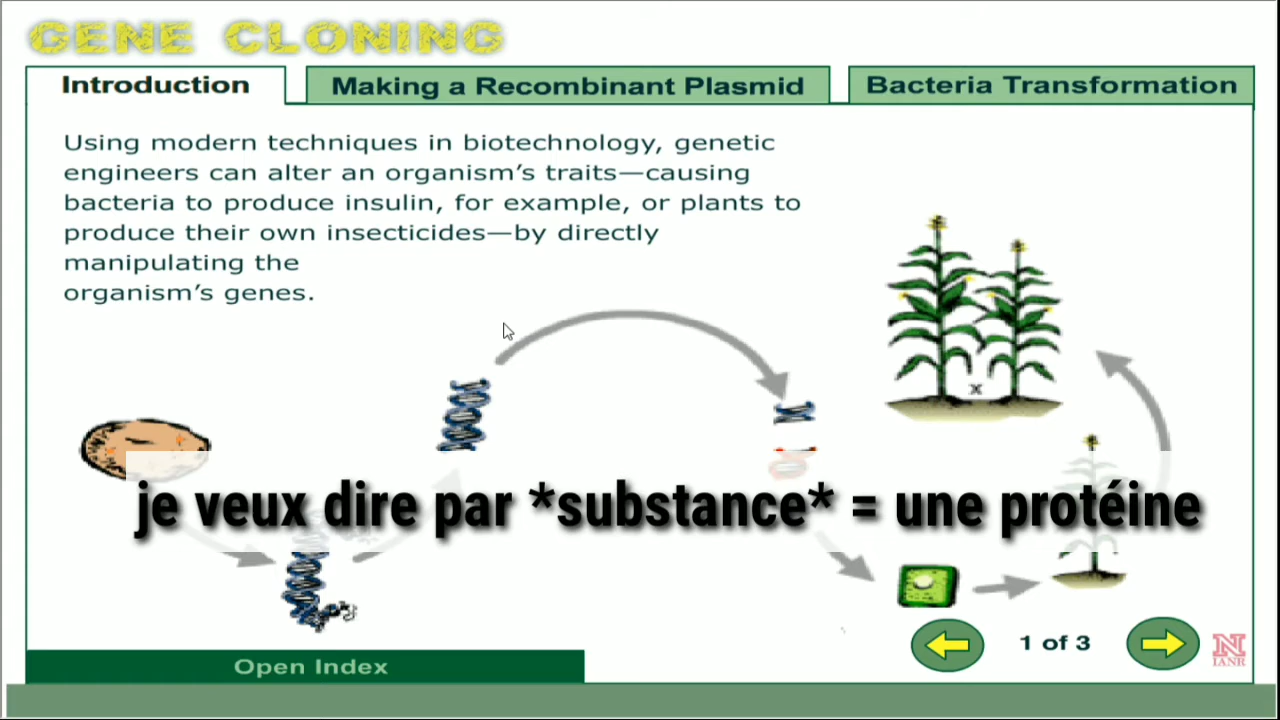 GENE CLONING
Introduction
Making a Recombinant Plasmid
Bacteria Transformation
Using modern techniques in biotechnology, genetic
engineers can alter an organism's traits—causing
bacteria to produce insulin, for example, or plants to
produce their own insecticides—by directly
manipulating the
organism's genes.
x
je veux dire par *substance* = une protéine
1 of 3
N
IANR
Open Index